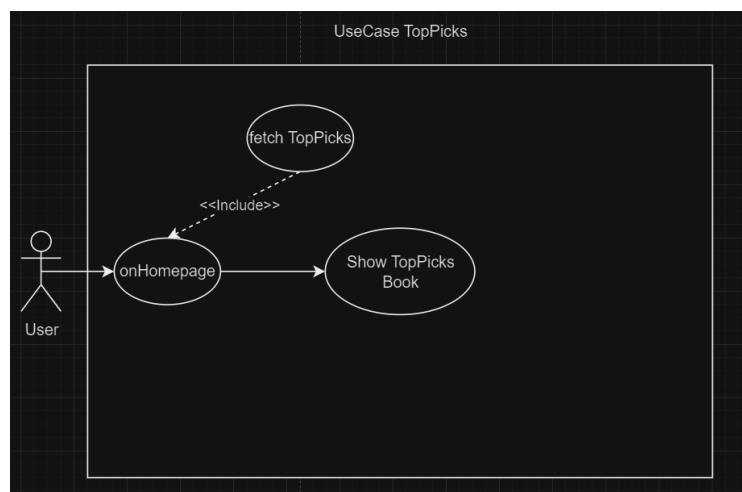 UseCase TopPicks
fetch TopPicks
<<Include>>
onHomepage
Show TopPicks
Book
User